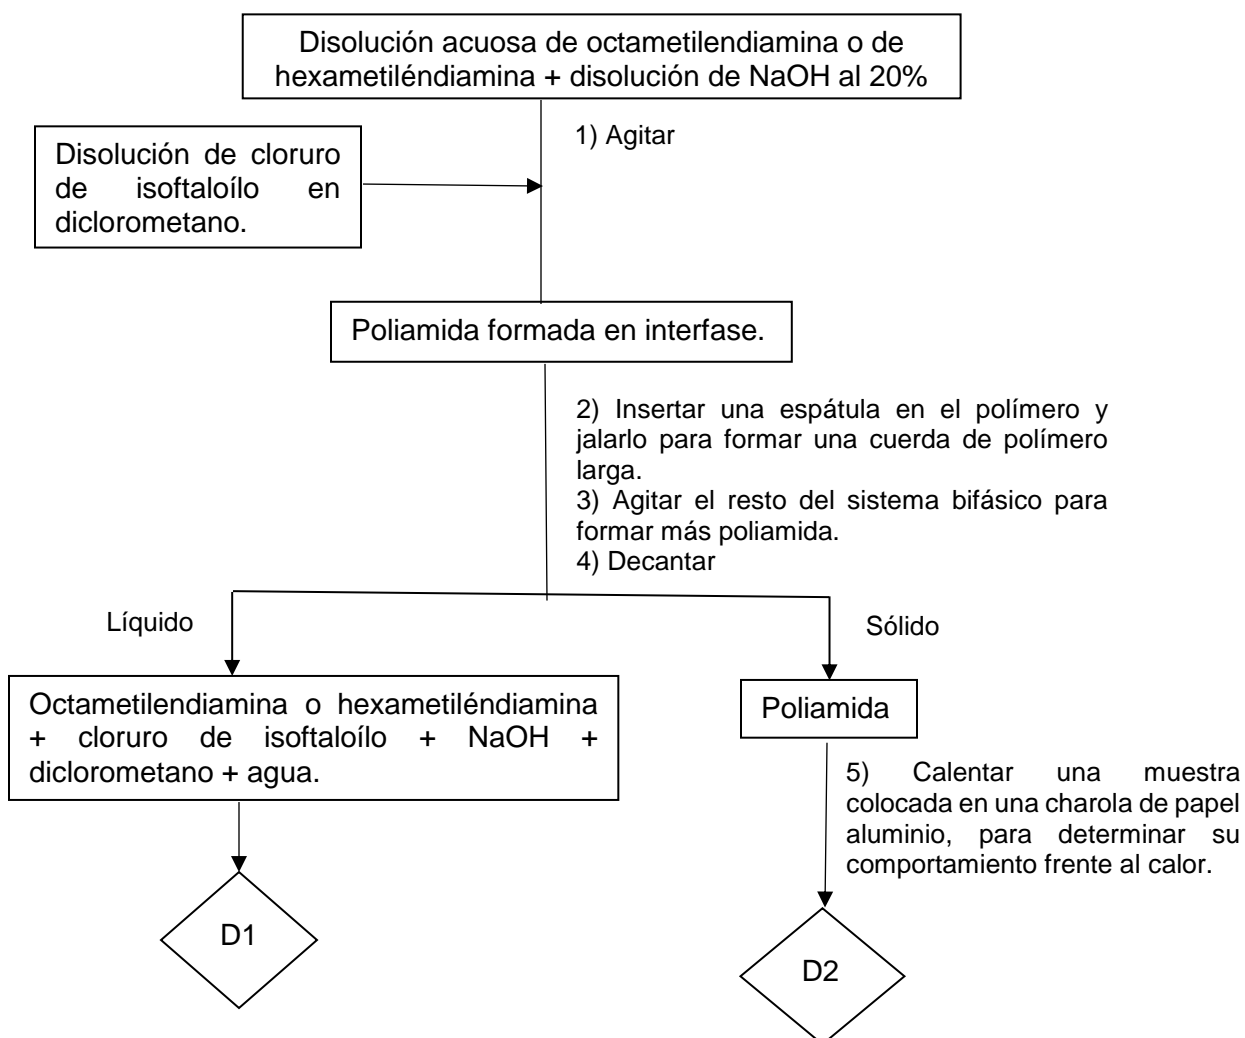 Disolución acuosa de octametilendiamina o de
hexametiléndiamina + disolución de NaOH al 20%
1) Agitar
Disolución de cloruro
de isoftaloílo en
diclorometano.
Poliamida formada en interfase.
2) Insertar una espátula en el polímero y
jalarlo para formar una cuerda de polímero
larga.
3) Agitar el resto del sistema bifásico para
formar más poliamida.
4) Decantar
Líquido
Sólido
Octametilendiamina o hexametiléndiamina
+ cloruro de isoftaloílo + NaOH +
diclorometano + agua.
Poliamida
5) Calentar una muestra
colocada en una charola de papel
aluminio, para determinar su
comportamiento frente al calor.
D1
D2